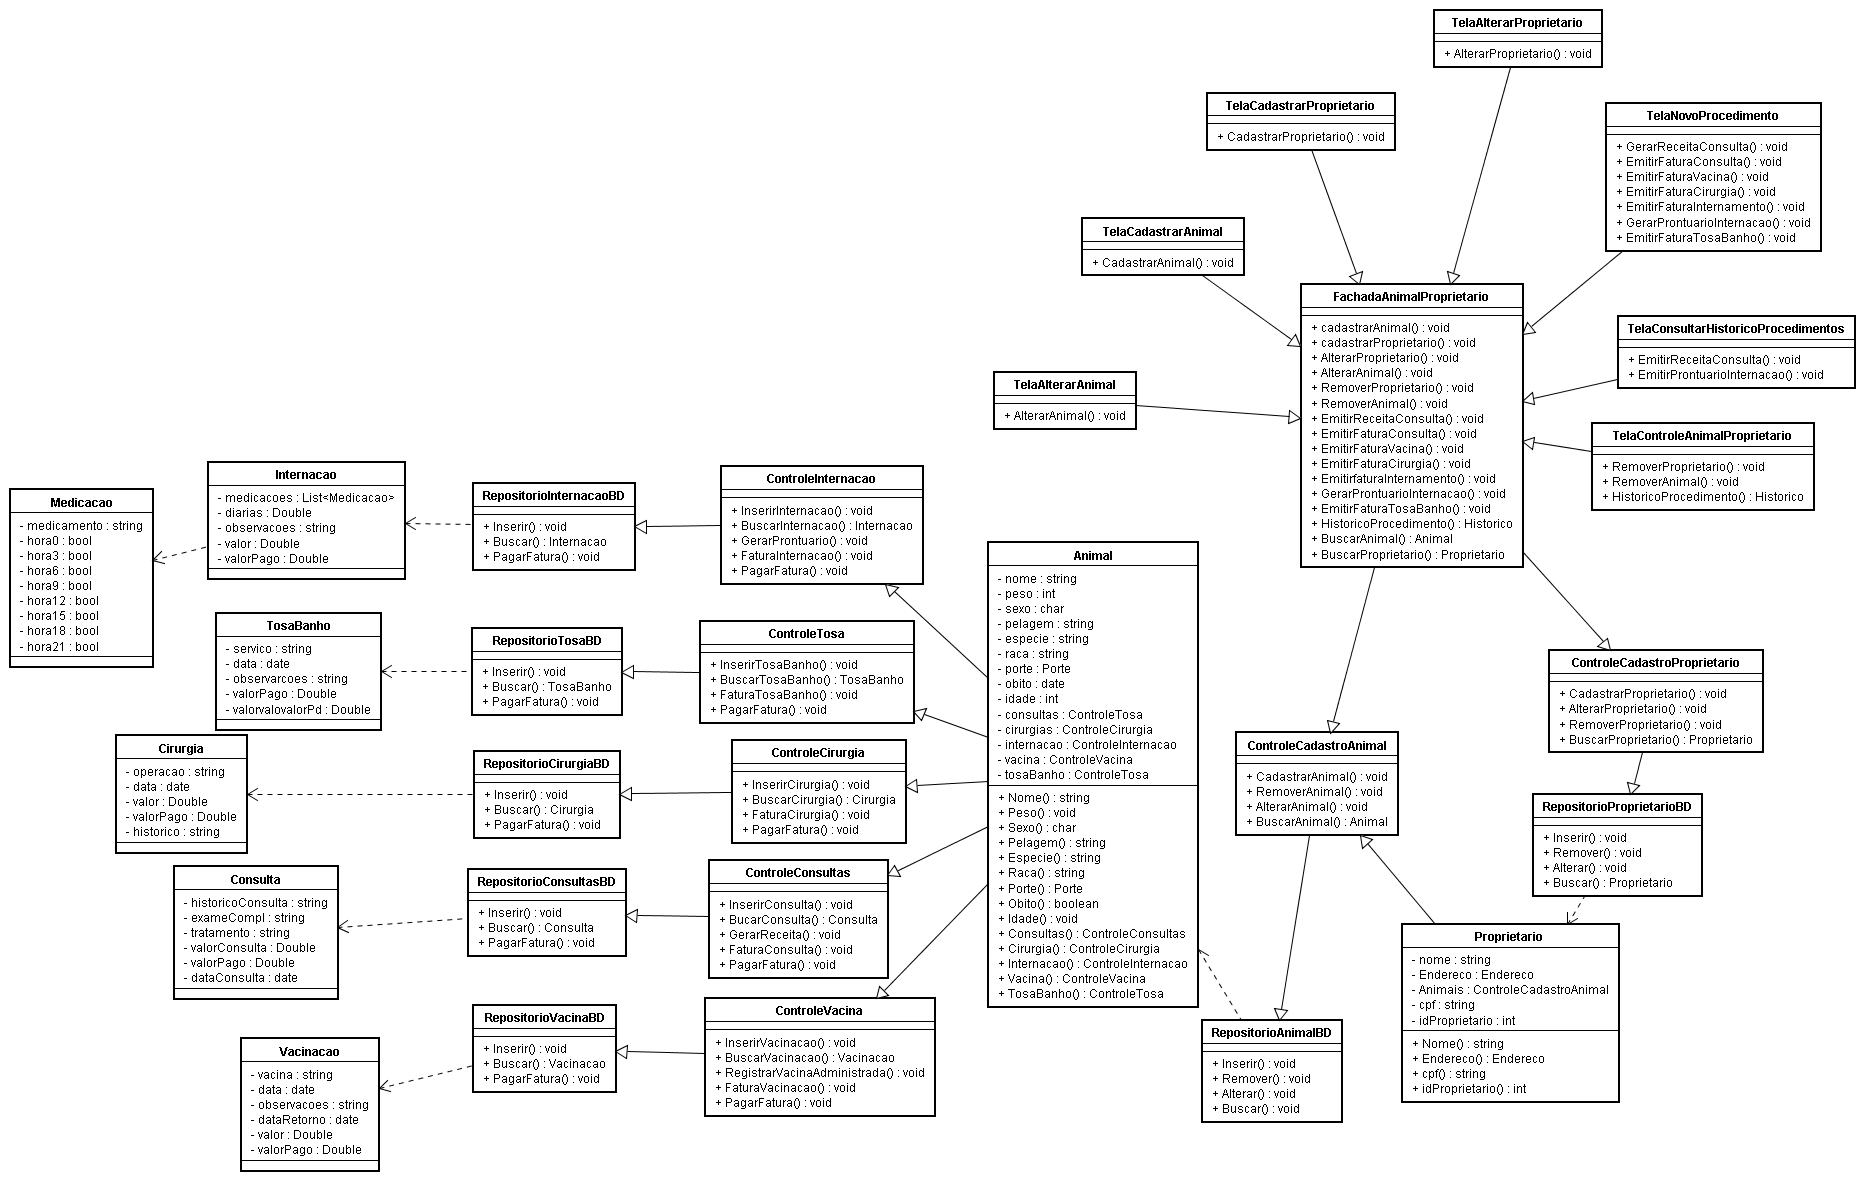 TelaAlterarProprietario
+ AlterarProprietario() : void
TelaCadastrarProprietario
+ CadastrarProprietario() : void
TelaNovoProcedimento
+ GerarReceitaConsulta() : void
+ EmitirFaturaConsulta() : void
+ EmitirFaturaVacina() : void
+ EmitirFaturaCirurgia() : void
+ EmitirFaturaInternamento() : void
+ GerarProntuarioInternacao() : void
+ EmitirFaturaTosaBanho() : void
TelaCadastrarAnimal
+ CadastrarAnimal() : void
FachadaAnimalProprietario
+ cadastrarAnimal() : void
+ cadastrarProprietario() : void
+ AlterarProprietario() : void
+ AlterarAnimal() : void
+ RemoverProprietario() : void
+ RemoverAnimal() : void
+ EmitirReceitaConsulta() : void
+ EmitirFaturaConsulta() : void
+ EmitirFaturaVacina() : void
+ EmitirFaturaCirurgia() : void
+ EmitirfaturaInternamento() : void
+ GerarProntuarioInternacao() : void
+ EmitirFaturaTosaBanho() : void
+ HistoricoProcedimento() : Historico
+ BuscarAnimal() : Animal
+ BuscarProprietario() : Proprietario
TelaConsultarHistoricoProcedimentos
+ EmitirReceitaConsulta() : void
+ EmitirProntuarioInternacao() : void
TelaAlterarAnimal
+ AlterarAnimal() : void
TelaControleAnimalProprietario
+ RemoverProprietario() : void
+ RemoverAnimal() : void
+ HistoricoProcedimento() : Historico
Medicacao
- medicamento : string
- hora0 : bool
- hora3 : bool
- hora6 : bool
- hora9 : bool
- hora12 : bool
- hora15 : bool
- hora18 : bool
- hora21 : bool
Internacao
- medicacoes : List<Medicacao>
- diarias : Double
- observacoes : string
- valor : Double
- valorPago : Double
RepositorioInternacaoBD
+ Inserir() : void
+ Buscar() : Internacao
+ PagarFatura() : void
ControleInternacao
+ InserirInternacao() : void
+ BuscarInternacao() : Internacao
+ GerarProntuario() : void
+ FaturaInternacao() : void
+ PagarFatura() : void
Animal
- nome : string
- peso : int
- sexo : char
- pelagem : string
- especie : string
- raca : string
- porte : Porte
- obito : date
- idade : int
- consultas : ControleTosa
- cirurgias : ControleCirurgia
- internacao : ControleInternacao
- vacina : ControleVacina
- tosaBanho : ControleTosa
+ Nome() : string
+ Peso() : void
+ Sexo() : char
+ Pelagem() : string
+ Especie() : string
+ Raca() : string
+ Porte() : Porte
+ Obito() : boolean
+ Idade() : void
+ Consultas() : ControleConsultas
+ Cirurgia() : ControleCirurgia
+ Internacao() : ControleInternacao
+ Vacina() : ControleVacina
+ TosaBanho() : ControleTosa
TosaBanho
- servico : string
- data : date
- observarcoes : string
- valorPago : Double
- valorvalovalorPd : Double
RepositorioTosaBD
+ Inserir() : void
+ Buscar() : TosaBanho
+ PagarFatura() : void
ControleTosa
+ InserirTosaBanho() : void
+ BuscarTosaBanho() : TosaBanho
+ FaturaTosaBanho() : void
+ PagarFatura() : void
ControleCadastroProprietario
+ CadastrarProprietario() : void
+ AlterarProprietario() : void
+ RemoverProprietario() : void
+ BuscarProprietario() : Proprietario
Cirurgia
- operacao : string
- data : date
- valor : Double
- valorPago : Double
- historico : string
RepositorioCirurgiaBD
+ Inserir() : void
+ Buscar() : Cirurgia
+ PagarFatura() : void
ControleCirurgia
+ InserirCirurgia() : void
+ BuscarCirurgia() : Cirurgia
+ FaturaCirurgia() : void
+ PagarFatura() : void
ControleCadastroAnimal
+ CadastrarAnimal() : void
+ RemoverAnimal() : void
+ AlterarAnimal() : void
+ BuscarAnimal() : Animal
RepositorioProprietarioBD
+ Inserir() : void
+ Remover() : void
+ Alterar() : void
+ Buscar() : Proprietario
Consulta
- historicoConsulta : string
- exameCompl : string
- tratamento : string
- valorConsulta : Double
- valorPago : Double
- dataConsulta : date
RepositorioConsultasBD
+ Inserir() : void
+ Buscar() : Consulta
+ PagarFatura() : void
ControleConsultas
+ InserirConsulta() : void
+ BucarConsulta() : Consulta
+ GerarReceita() : void
+ FaturaConsulta() : void
+ PagarFatura() : void
Proprietario
- nome : string
- Endereco : Endereco
- Animais : ControleCadastroAnimal
- cpf : string
- idProprietario : int
+ Nome() : string
+ Endereco() : Endereco
+ cpf() : string
+ idProprietario() : int
Vacinacao
- vacina : string
- data : date
- observacoes : string
- dataRetorno : date
- valor : Double
- valorPago : Double
RepositorioVacinaBD
+ Inserir() : void
+ Buscar() : Vacinacao
+ PagarFatura() : void
ControleVacina
+ InserirVacinacao() : void
+ BuscarVacinacao() : Vacinacao
+ RegistrarVacinaAdministrada() : void
+ FaturaVacinacao() : void
+ PagarFatura() : void
RepositorioAnimalBD
+ Inserir() : void
+ Remover() : void
+ Alterar() : void
+ Buscar() : void